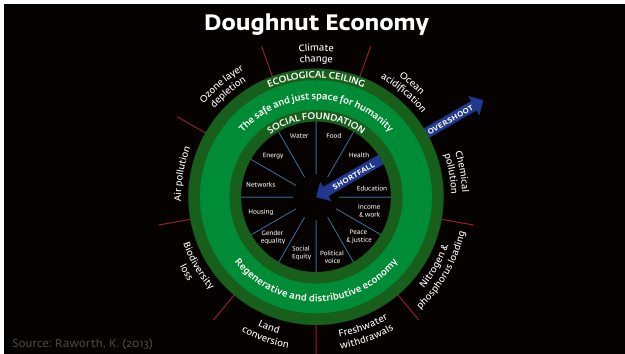 Doughnut Economy
Climate
change
Ocean
acidification
Chemical
pollution
Nitrogen &
phosphorus loading
Freshwater
withdrawals
Land
conversion
Biodiversity
loss
Air pollution
Ozone layer
depletion
ECOLOGICAL CEILING
The safe and just space for humanity
SOCIAL FOUNDATION
OVERSHOOT
SHORTFALL
Water
Food
Health
Education
Income
& work
Peace
& justice
Political
voice
Social
Equity
Gender
equality
Housing
Networks
Energy
Regenerative and distributive economy
Source: Raworth, K. (2013)